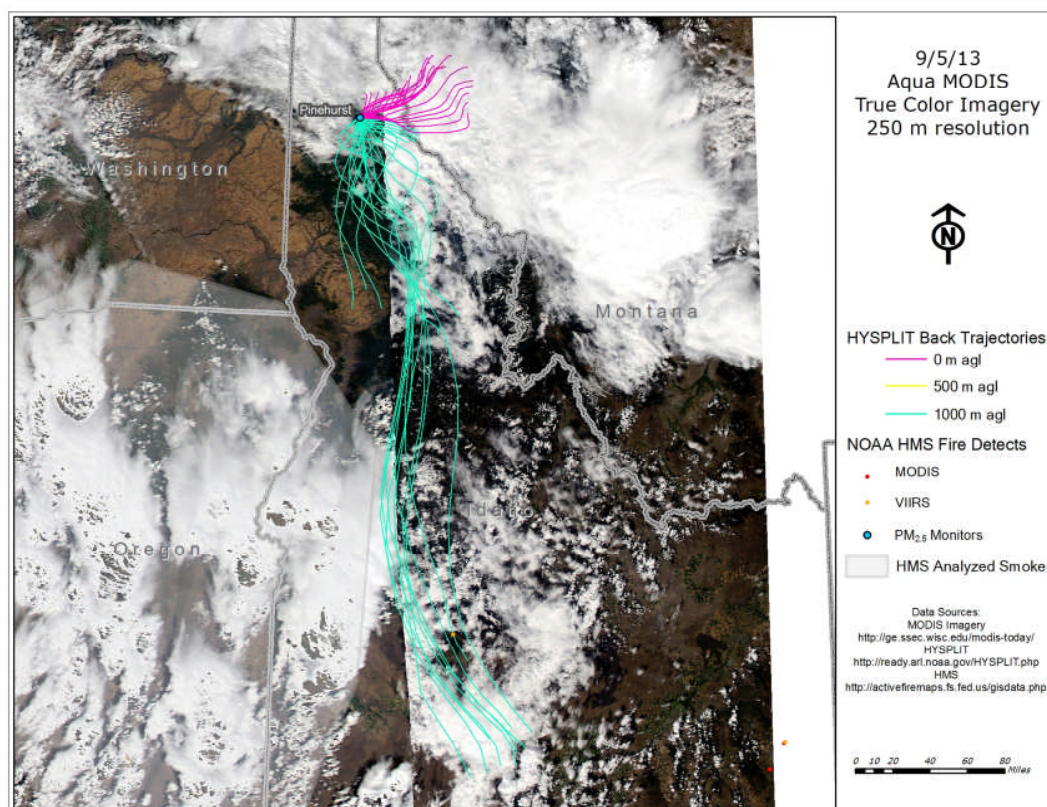 9/5/13
Aqua MODIS
True Color Imagery
250 m resolution
Pinehurst
Washington
N
Montana
HYSPLIT Back Trajectories
0 m agl
500 m agl
1000 m agl
NOAA HMS Fire Detects
MODIS
VIIRS
Idaho
PM2.5 Monitors
Oregon
HMS Analyzed Smoke
Data Sources:
MODIS Imagery
http://ge.ssec.wisc.edu/modis-today/
HYSPLIT
http://ready.arl.noaa.gov/HYSPLIT.php
HMS
http://activefiremaps.fs.fed.us/gisdata.php
0 10 20 40 60 80
Miles